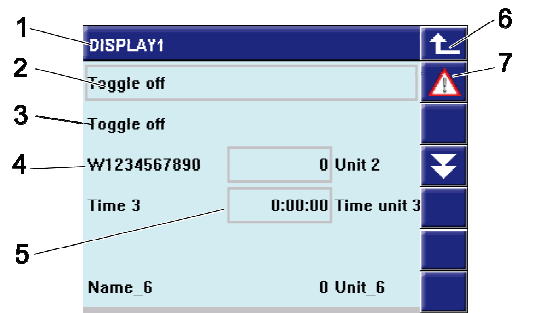 1
6
DISPLAY1
2
7
Toggle off
3
Toggle off
4
W1234567890 0 Unit 2
Time 3 0:00:00 Time unit 3
5
Name_6 0 Unit_6